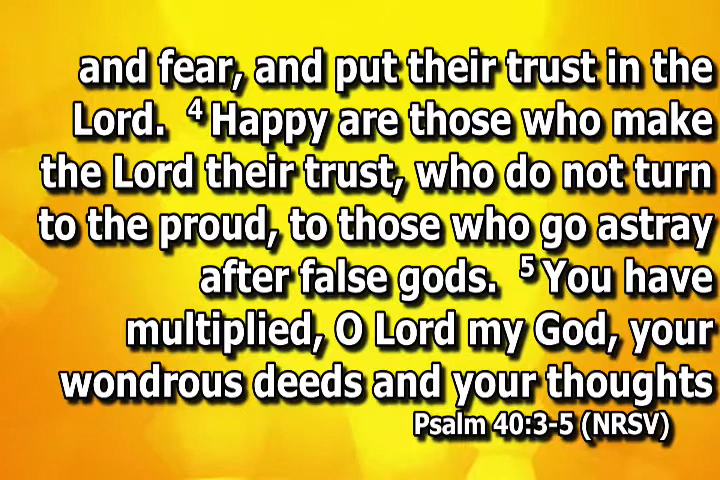 and fear, and put their trust in the
Lord. ⁴ Happy are those who make
the Lord their trust, who do not turn
to the proud, to those who go astray
after false gods. ⁵ You have
multiplied, O Lord my God, your
wondrous deeds and your thoughts
Psalm 40:3-5 (NRSV)